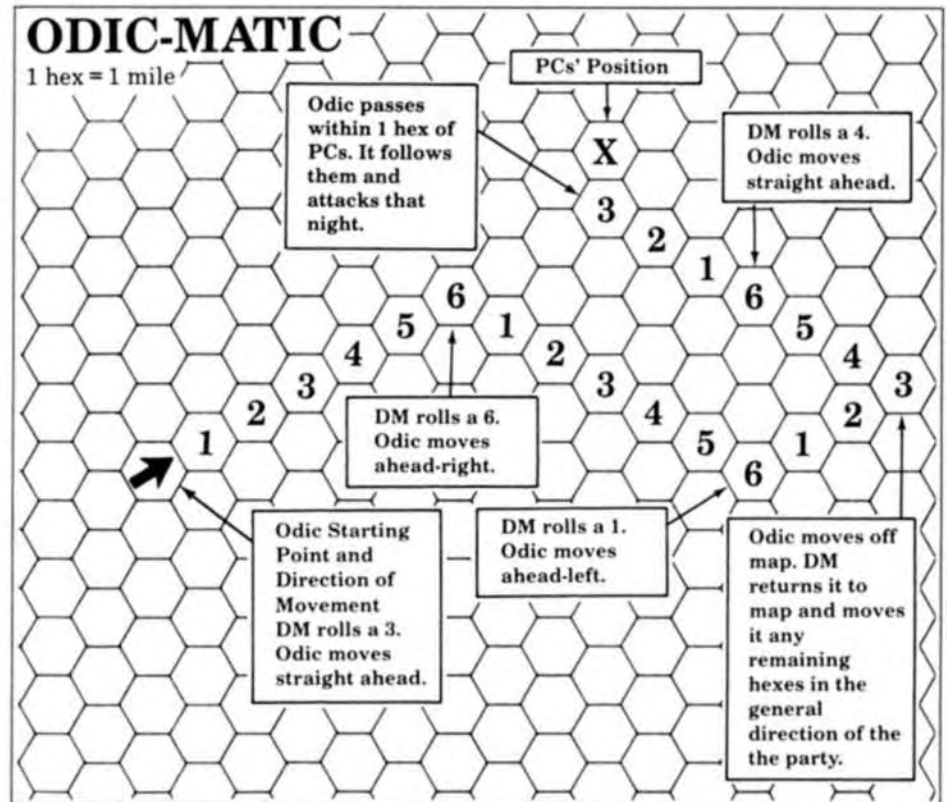 ODIC-MATIC
1 hex = 1 mile
PCs' Position
Odic passes
within 1 hex of
PCs. It follows
them and
attacks that
night.
DM rolls a 4.
Odic moves
straight ahead.
X
3
2
1
6
5
4
3
6
5
4
3
2
1
1
2
3
4
5
6
1
2
DM rolls a 6.
Odic moves
ahead-right.
Odic Starting
Point and
Direction of
Movement
DM rolls a 3.
Odic moves
straight ahead.
DM rolls a 1.
Odic moves
ahead-left.
Odic moves off
map. DM
returns it to
map and moves
it any
remaining
hexes in the
general
direction of the
the party.